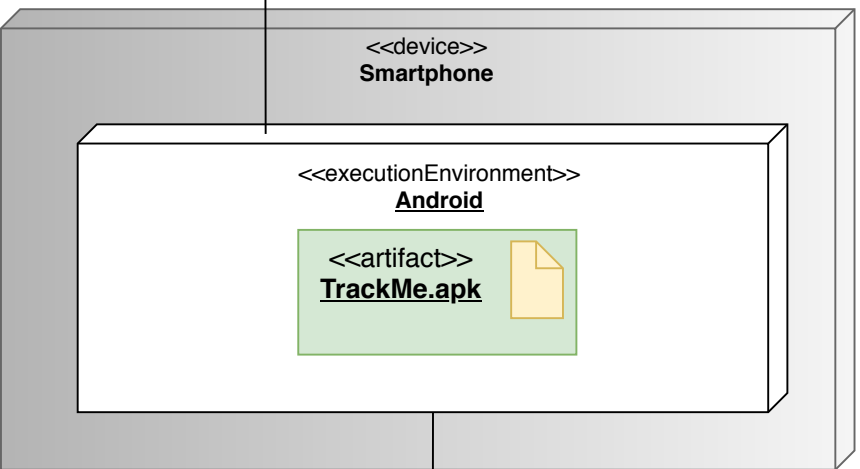 <<device>>
Smartphone
<<executionEnvironment>>
Android
<<artifact>>
TrackMe.apk